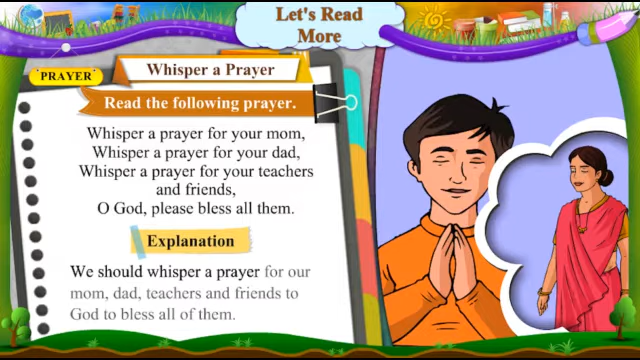 Let's Read
More
PRAYER
Whisper a Prayer
Read the following prayer.
Whisper a prayer for your mom,
Whisper a prayer for your dad,
Whisper a prayer for your teachers
and friends,
O God, please bless all them.
Explanation
We should whisper a prayer for our
mom, dad, teachers and friends to
God to bless all of them.